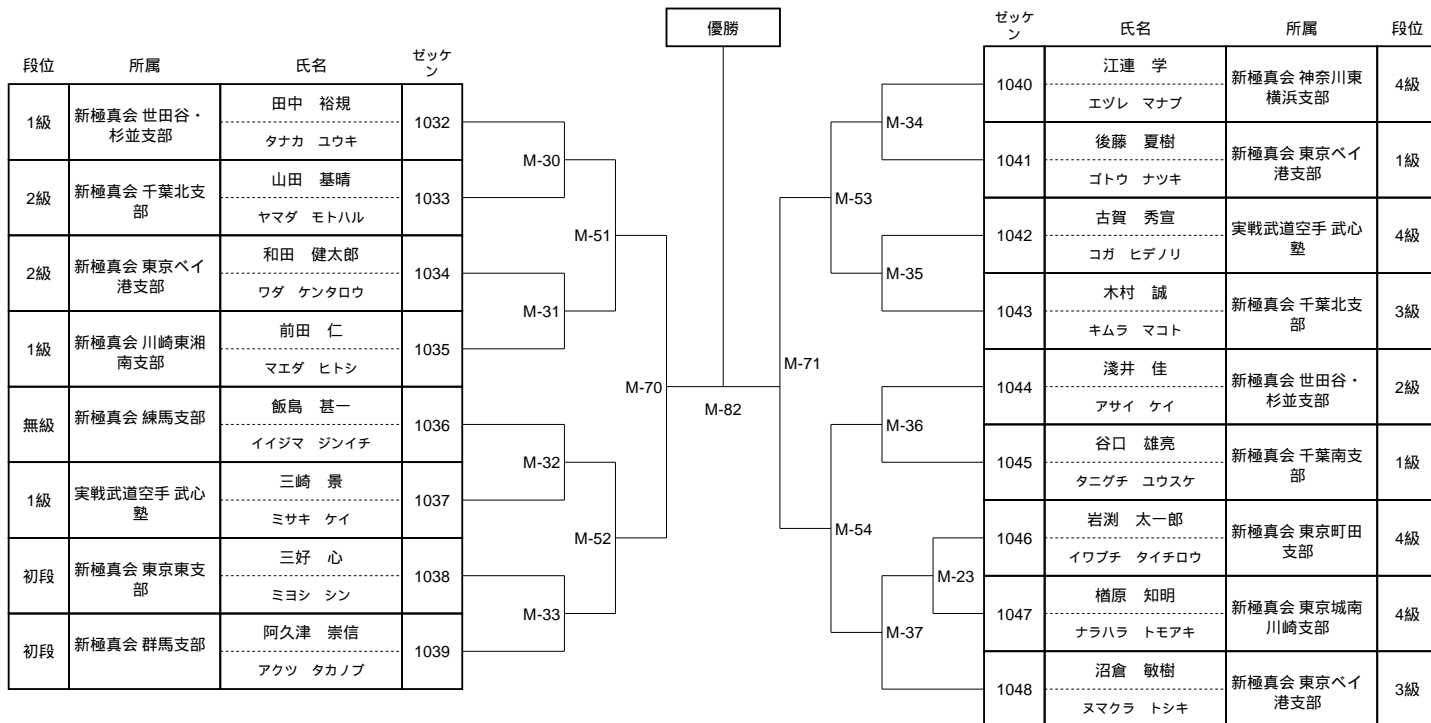 優勝
段位
所属
氏名
ゼッケ
ン
1級
新極真会 世田谷・
杉並支部
田中 裕規
タナカ ユウキ
1032
2級
新極真会 千葉北支
部
山田 基晴
ヤマダ モトハル
1033
2級
新極真会 東京ベイ
港支部
和田 健太郎
ワダ ケンタロウ
1034
1級
新極真会 川崎東湘
南支部
前田 仁
マエダ ヒトシ
1035
無級
新極真会 練馬支部
飯島 甚一
イイジマ ジンイチ
1036
1級
実戦武道空手 武心
塾
三崎 景
ミサキ ケイ
1037
初段
新極真会 東京東支
部
三好 心
ミヨシ シン
1038
初段
新極真会 群馬支部
阿久津 崇信
アクツ タカノブ
1039
M-30
M-31
M-32
M-33
M-51
M-52
M-70
M-82
M-71
M-53
M-54
M-34
M-35
M-36
M-37
M-23
ゼッケ
ン
氏名
所属
段位
1040
江連 学
エヅレ マナブ
新極真会 神奈川東
横浜支部
4級
1041
後藤 夏樹
ゴトウ ナツキ
新極真会 東京ベイ
港支部
1級
1042
古賀 秀宣
コガ ヒデノリ
実戦武道空手 武心
塾
4級
1043
木村 誠
キムラ マコト
新極真会 千葉北支
部
3級
1044
淺井 佳
アサイ ケイ
新極真会 世田谷・
杉並支部
2級
1045
谷口 雄亮
タニグチ ユウスケ
新極真会 千葉南支
部
1級
1046
岩渕 太一郎
イワブチ タイチロウ
新極真会 東京町田
支部
4級
1047
楢原 知明
ナラハラ トモアキ
新極真会 東京城南
川崎支部
4級
1048
沼倉 敏樹
ヌマクラ トシキ
新極真会 東京ベイ
港支部
3級